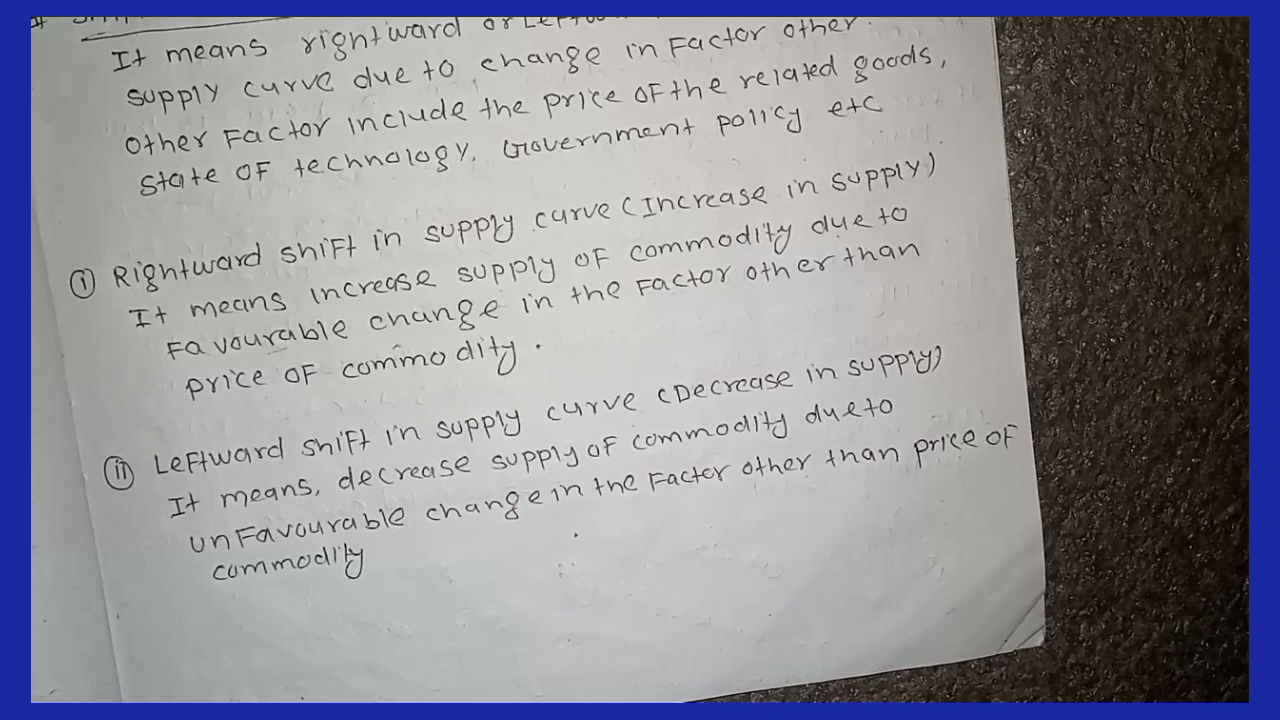 It means rightward or
supply curve due to change in Factor other
other Factor include the price of the related goods,
state of technology. Government policy etc
(i) Rightward shift in supply curve (Increase in supply)
It means increase supply of commodity due to
Favourable change in the Factor other than
price of commodity.
(ii) Leftward shift in supply curve (Decrease in supply)
It means, decrease supply of commodity due to
unFavourable change in the Factor other than price of
commodity